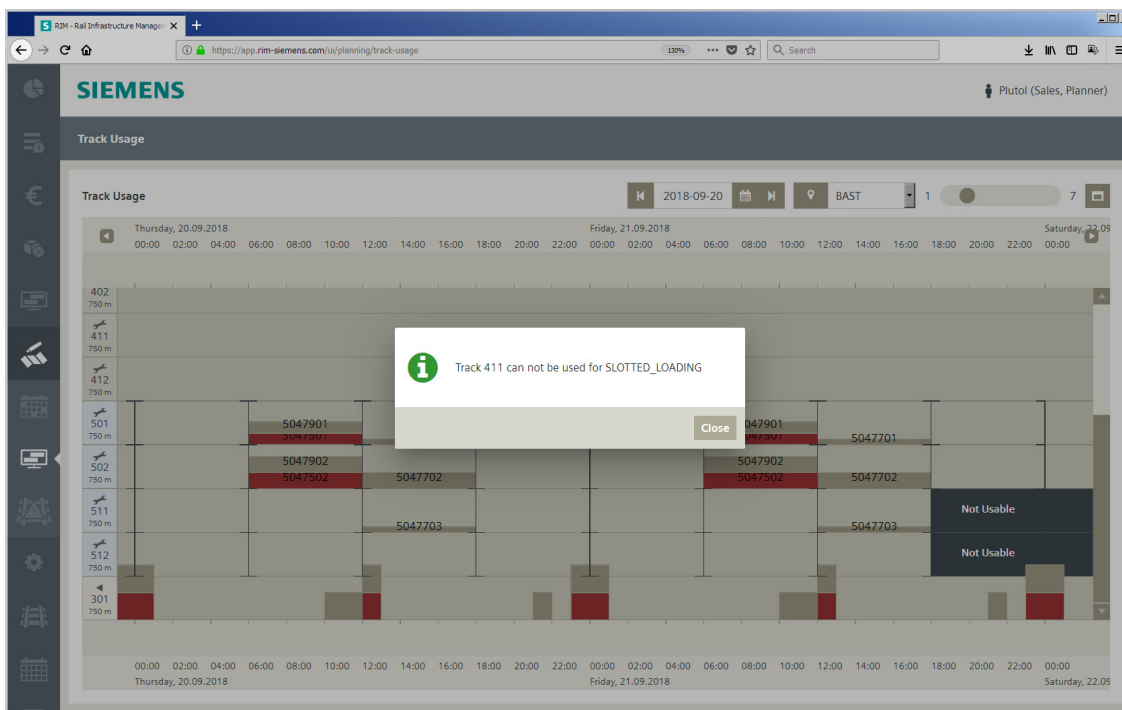 S RIM - Rail Infrastructure Manager
https://app.rim-siemens.com/ui/planning/track-usage 130% Search
SIEMENS
Plutol (Sales, Planner)
Track Usage
Track Usage 2018-09-20 BAST 1 7
Thursday, 20.09.2018 Friday, 21.09.2018 Saturday, 22.09
00:00 02:00 04:00 06:00 08:00 10:00 12:00 14:00 16:00 18:00 20:00 22:00 00:00 02:00 04:00 06:00 08:00 10:00 12:00 14:00 16:00 18:00 20:00 22:00 00:00
402
750 m
411
750 m
Track 411 can not be used for SLOTTED_LOADING
412
750 m
Close
501
750 m
5047901 047901
5047501 047501 5047701
502
750 m
5047902 5047902
5047502 5047702 5047502 5047702
511
750 m
Not Usable
5047703 5047703
512
750 m
Not Usable
301
750 m
00:00 02:00 04:00 06:00 08:00 10:00 12:00 14:00 16:00 18:00 20:00 22:00 00:00 02:00 04:00 06:00 08:00 10:00 12:00 14:00 16:00 18:00 20:00 22:00 00:00
Thursday, 20.09.2018 Friday, 21.09.2018 Saturday, 22.09